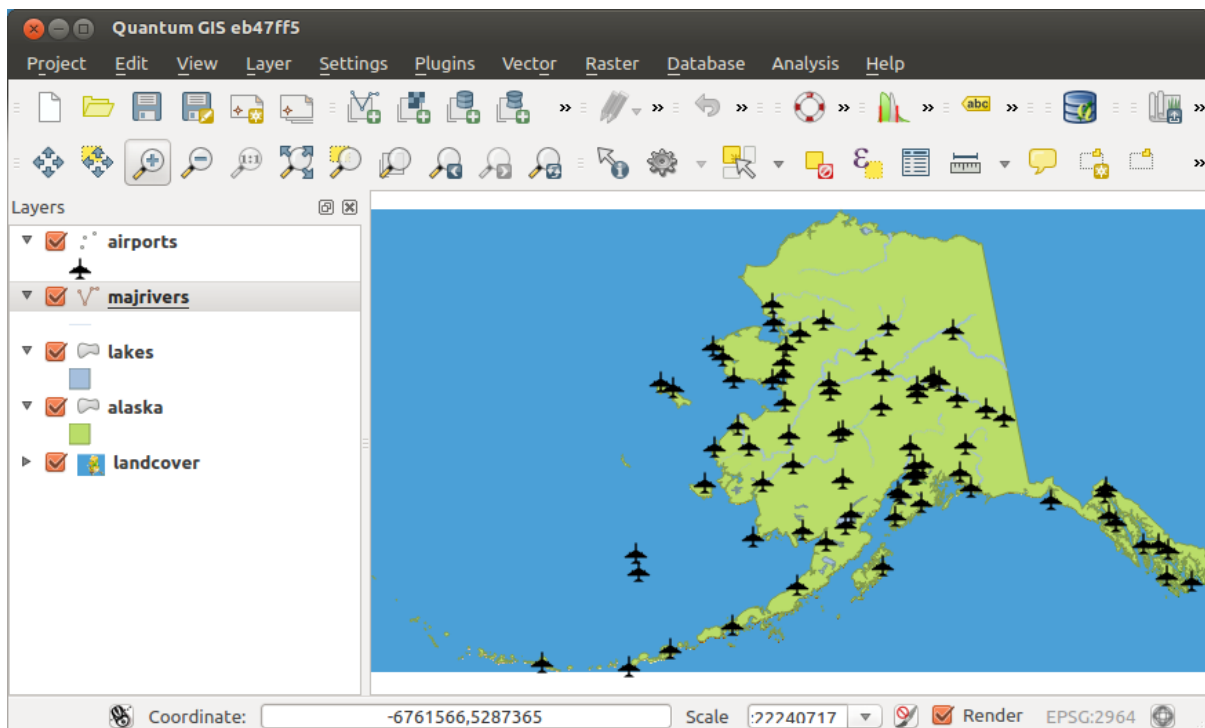 Quantum GIS eb47ff5
Project Edit View Layer Settings Plugins Vector Raster Database Analysis Help
» » » » » » abc » »
1:1 ε »
Layers
airports
majrivers
lakes
alaska
landcover
Coordinate: -6761566,5287365 Scale :22240717 Render EPSG:2964